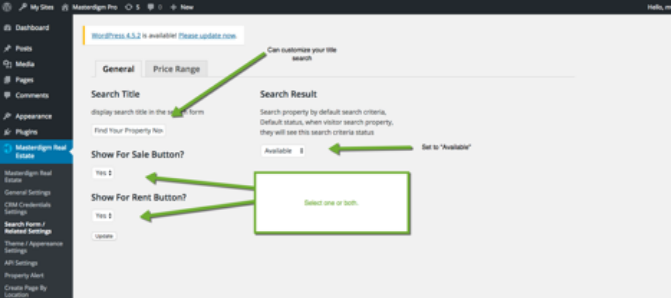 My Sites
Masterdigm Pro
5
0
+ New
Hello, m
Dashboard
Posts
Media
Pages
Comments
Appearance
Plugins
Masterdigm Real
Estate
Masterdigm Real
Estate
General Settings
CRM Credentials
Settings
Search Form /
Related Settings
Theme / Appereance
Settings
API Settings
Property Alert
Create Page By
Location
WordPress 4.5.2 is available! Please update now.
General
Price Range
Can customize your title
search
Search Title
display search title in the search form
Find Your Property Nov
Show For Sale Button?
Yes
Show For Rent Button?
Yes
Update
Search Result
Search property by default search criteria,
Default status, when visitor search property,
they will see this search criteria status
Available
Set to "Available"
Select one or both.